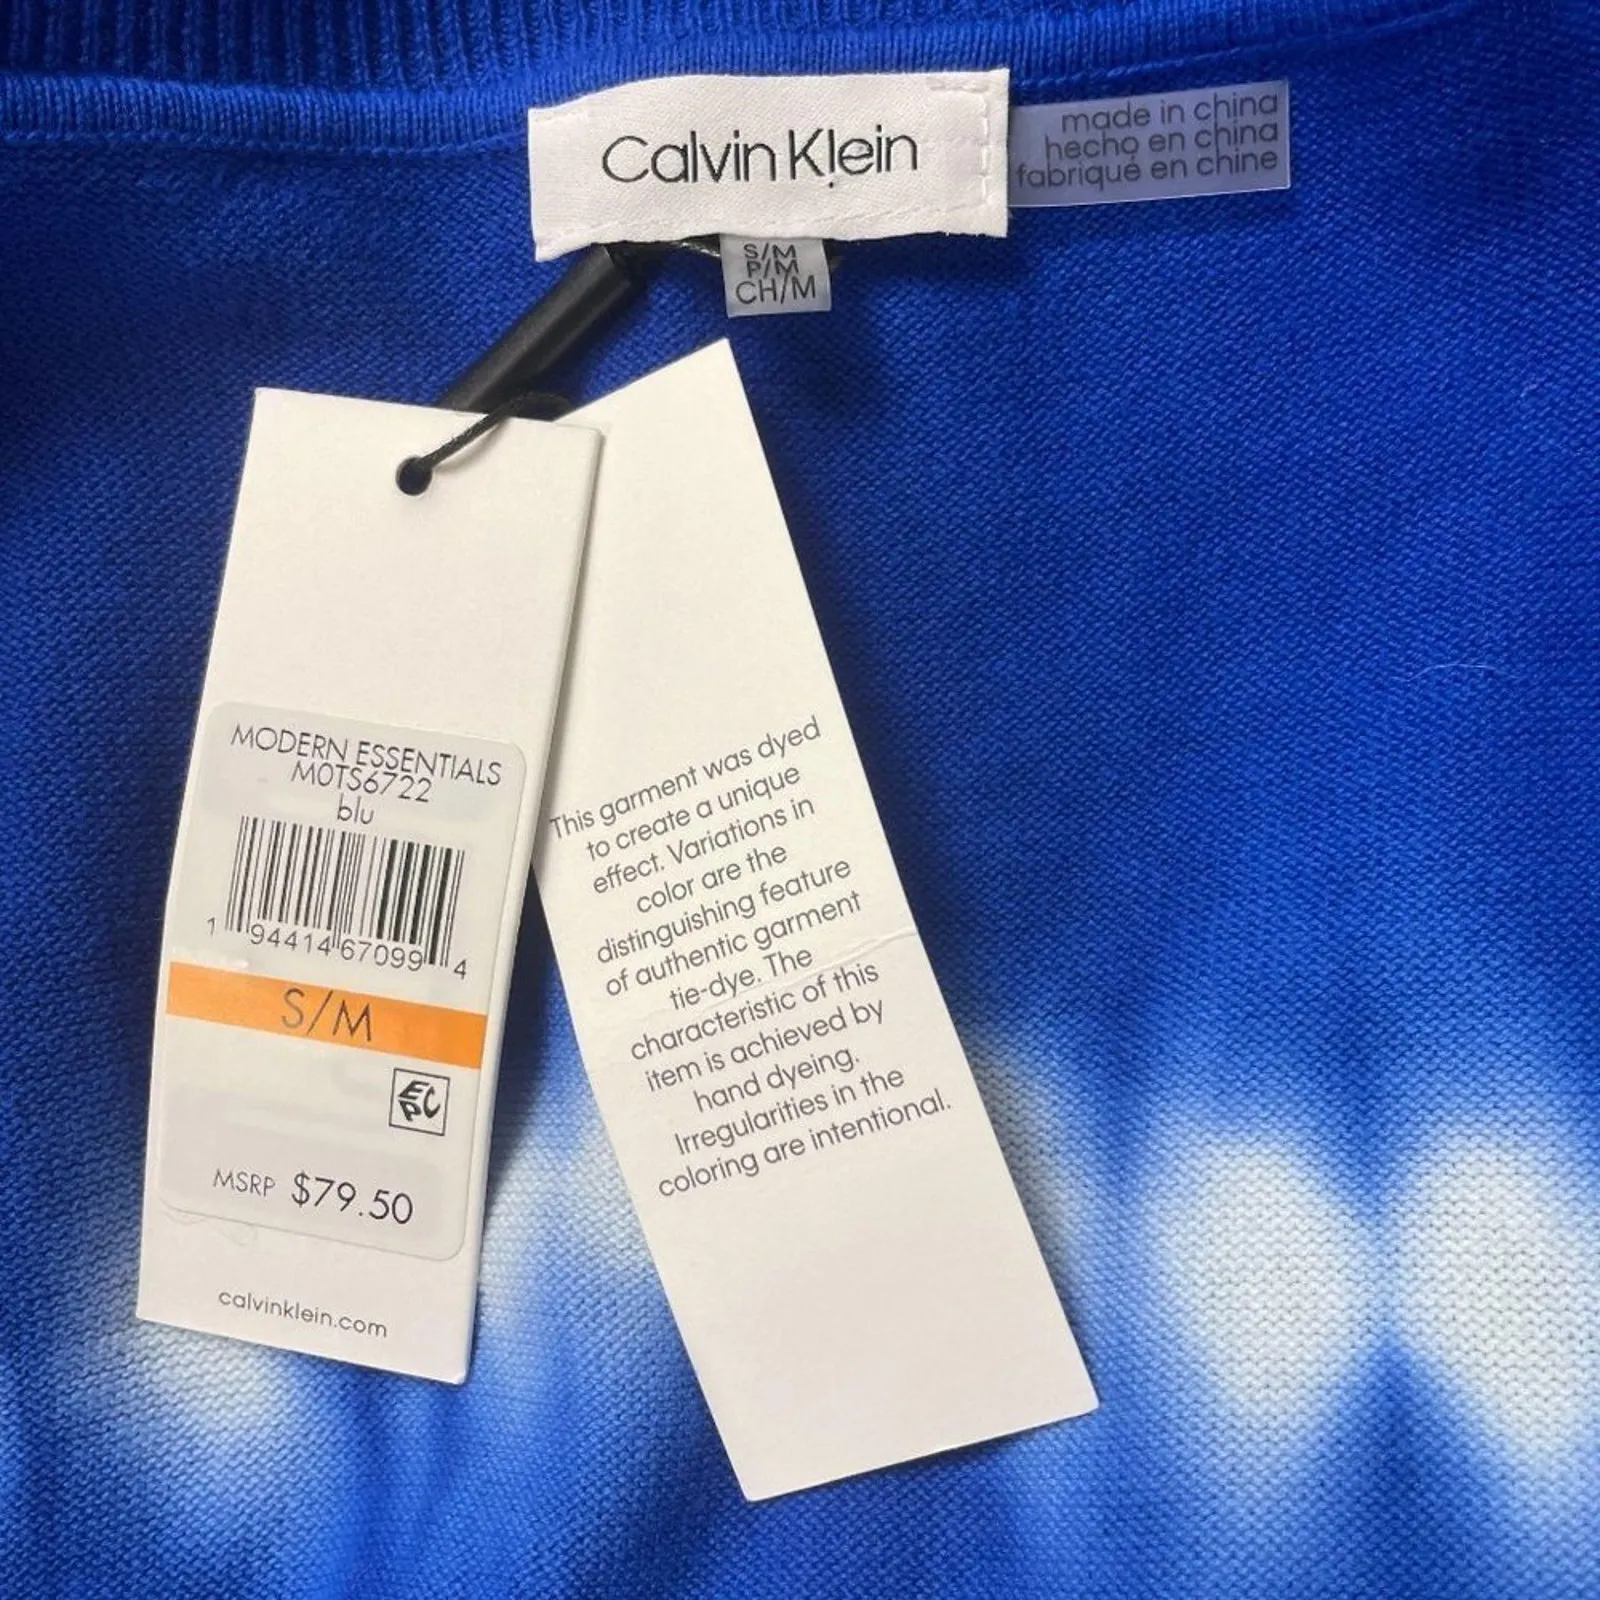 Calvin Klein
made in china
hecho en china
fabriqué en chine
S/M
P/M
CH/M
MODERN ESSENTIALS
M0TS6722
blu
1 94414 67099 4
S/M
EPC
MSRP $79.50
calvinklein.com
This garment was dyed
to create a unique
effect. Variations in
color are the
distinguishing feature
of authentic garment
tie-dye. The
characteristic of this
item is achieved by
hand dyeing.
Irregularities in the
coloring are intentional.